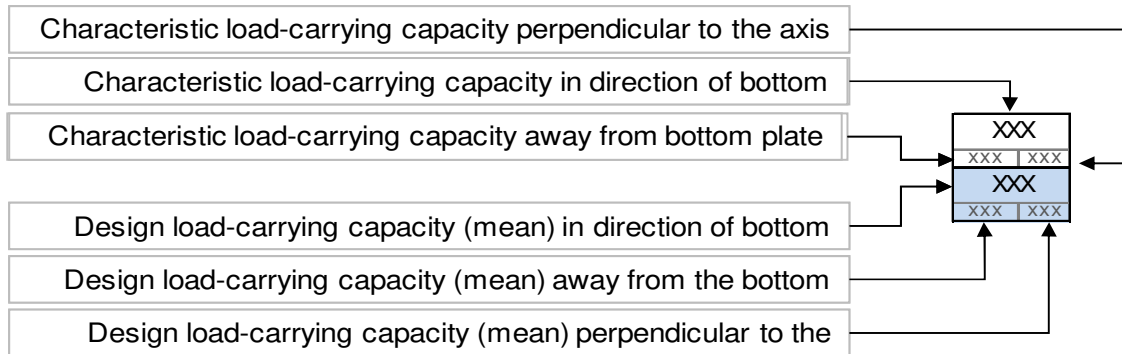 Characteristic load-carrying capacity perpendicular to the axis
Characteristic load-carrying capacity in direction of bottom
Characteristic load-carrying capacity away from bottom plate
XXX
xxx xxx
XXX
xxx xxx
Design load-carrying capacity (mean) in direction of bottom
Design load-carrying capacity (mean) away from the bottom
Design load-carrying capacity (mean) perpendicular to the